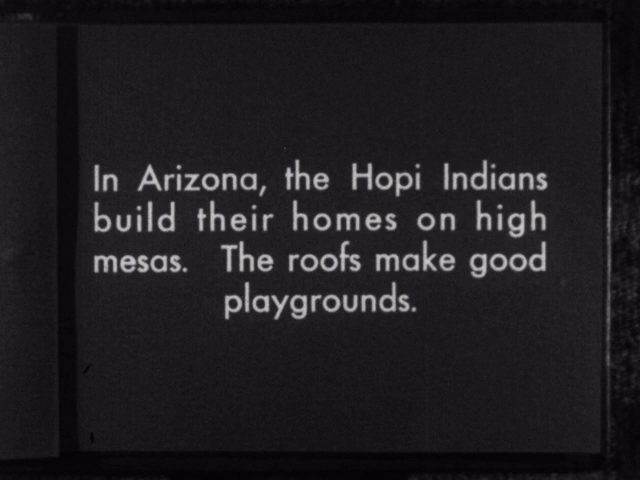 In Arizona, the Hopi Indians
build their homes on high
mesas. The roofs make good
playgrounds.